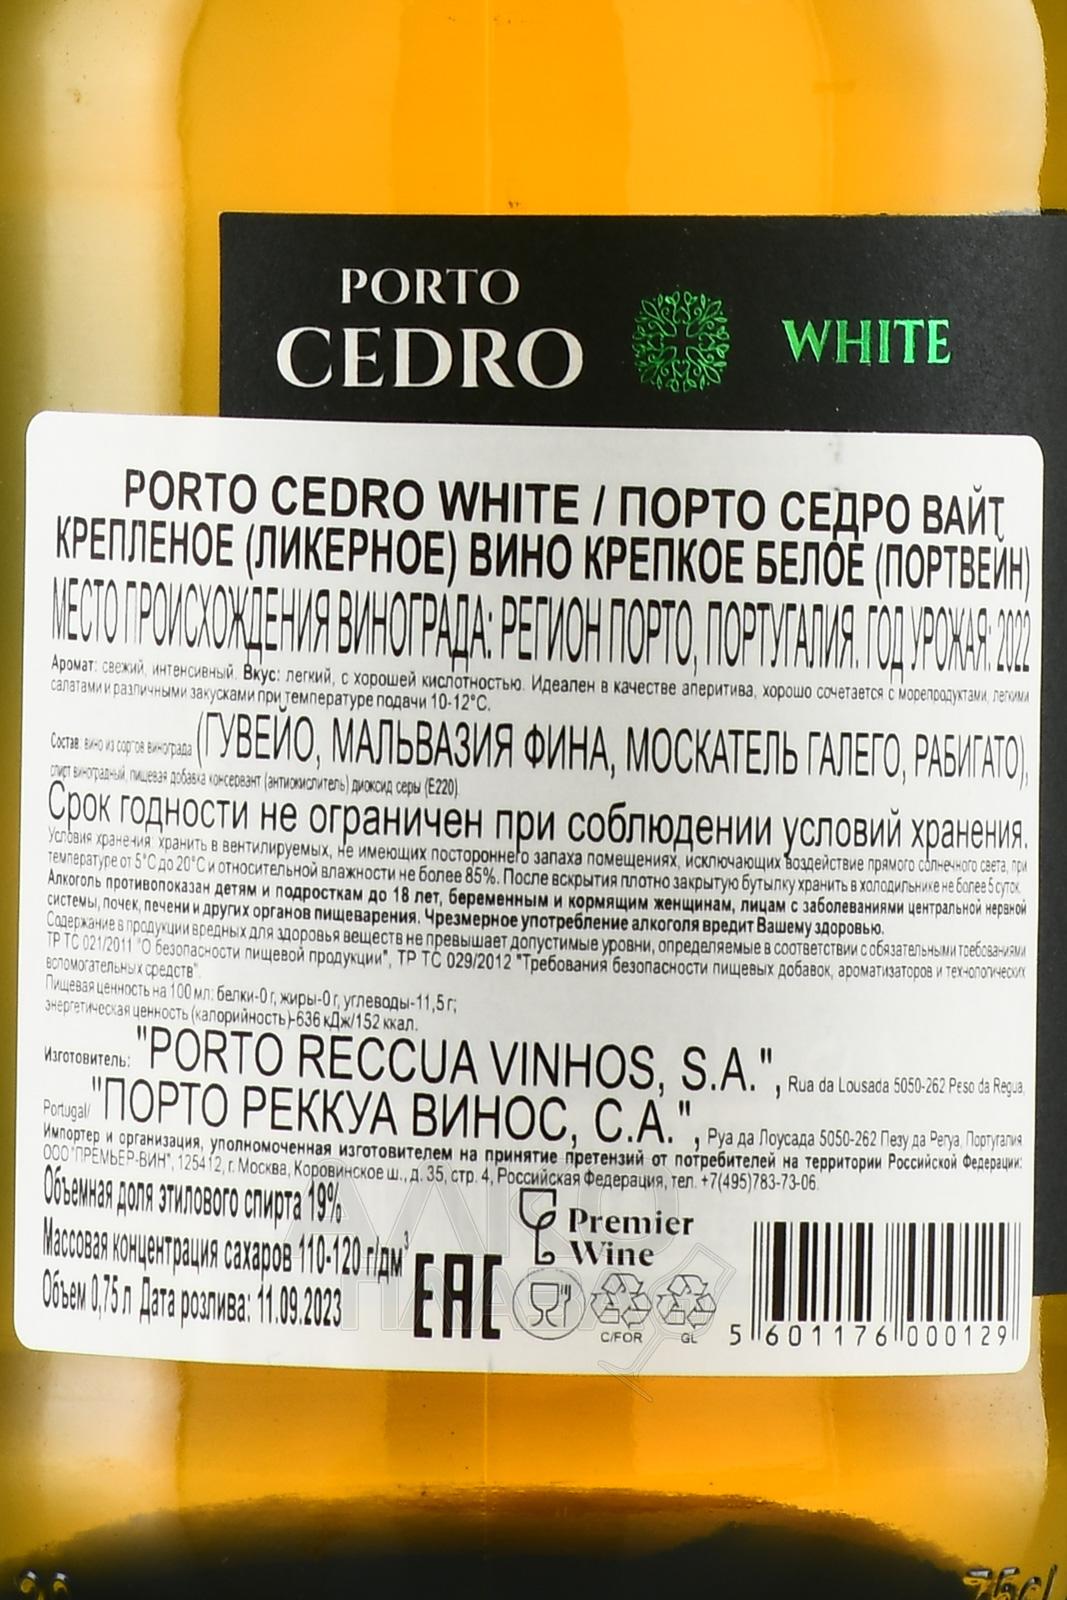 PORTO
CEDRO
WHITE
PORTO CEDRO WHITE / ПОРТО СЕДРО ВАЙТ
КРЕПЛЕНОЕ (ЛИКЕРНОЕ) ВИНО КРЕПКОЕ БЕЛОЕ (ПОРТВЕЙН)
МЕСТО ПРОИСХОЖДЕНИЯ ВИНОГРАДА: РЕГИОН ПОРТО, ПОРТУГАЛИЯ. ГОД УРОЖАЯ: 2022
Аромат: свежий, интенсивный. Вкус: легкий, с хорошей кислотностью. Идеален в качестве аперитива, хорошо сочетается с морепродуктами, легкими
салатами и различными закусками при температуре подачи 10-12°С.
Состав: вино из сортов винограда (ГУВЕЙО, МАЛЬВАЗИЯ ФИНА, МОСКАТЕЛЬ ГАЛЕГО, РАБИГАТО),
спирт виноградный, пищевая добавка консервант (антиокислитель) диоксид серы (Е220).
Срок годности не ограничен при соблюдении условий хранения.
Условия хранения: хранить в вентилируемых, не имеющих постороннего запаха помещениях, исключающих воздействие прямого солнечного света, при
температуре от 5°С до 20°С и относительной влажности не более 85%. После вскрытия плотно закрытую бутылку хранить в холодильнике не более 5 суток.
Алкоголь противопоказан детям и подросткам до 18 лет, беременным и кормящим женщинам, лицам с заболеваниями центральной нервной
системы, почек, печени и других органов пищеварения. Чрезмерное употребление алкоголя вредит Вашему здоровью.
Содержание в продукции вредных для здоровья веществ не превышает допустимые уровни, определяемые в соответствии с обязательными требованиями
ТР ТС 021/2011 "О безопасности пищевой продукции", ТР ТС 029/2012 "Требования безопасности пищевых добавок, ароматизаторов и технологических
вспомогательных средств".
Пищевая ценность на 100 мл: белки-0 г, жиры-0 г, углеводы-11,5 г;
энергетическая ценность (калорийность)-636 кДж/152 ккал.
Изготовитель: "PORTO RECCUA VINHOS, S.A.", Rua da Lousada 5050-262 Peso da Regua,
Portugal/ "ПОРТО РЕККУА ВИНОС, С.А.", Руа да Лоусада 5050-262 Пезу да Регуа, Португалия
Импортер и организация, уполномоченная изготовителем на принятие претензий от потребителей на территории Российской Федерации:
ООО "ПРЕМЬЕР-ВИН", 125412, г. Москва, Коровинское ш., д. 35, стр. 4, Российская Федерация, тел. +7(495)783-73-06.
Объемная доля этилового спирта 19%
Массовая концентрация сахаров 110-120 г/дм³
Объем 0,75 л Дата розлива: 11.09.2023
EAC
Premier
Wine
C/FOR
GL
5 601176 000129
75cl